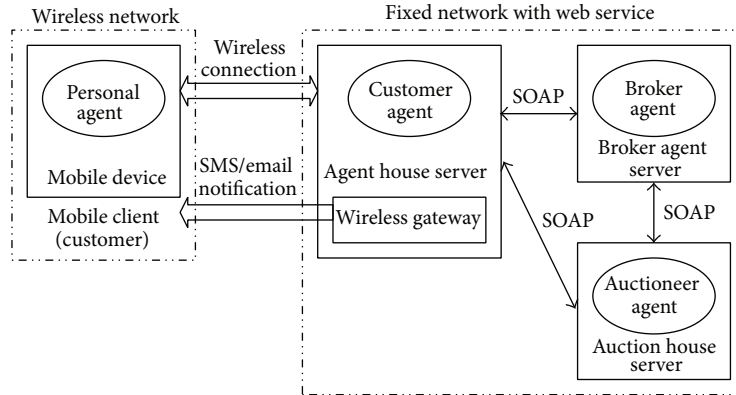 Wireless network
Fixed network with web service
Personal
agent
Mobile device
Mobile client
(customer)
Wireless
connection
SMS/email
notification
Customer
agent
Agent house server
Wireless gateway
SOAP
SOAP
SOAP
Broker
agent
Broker agent
server
Auctioneer
agent
Auction house
server